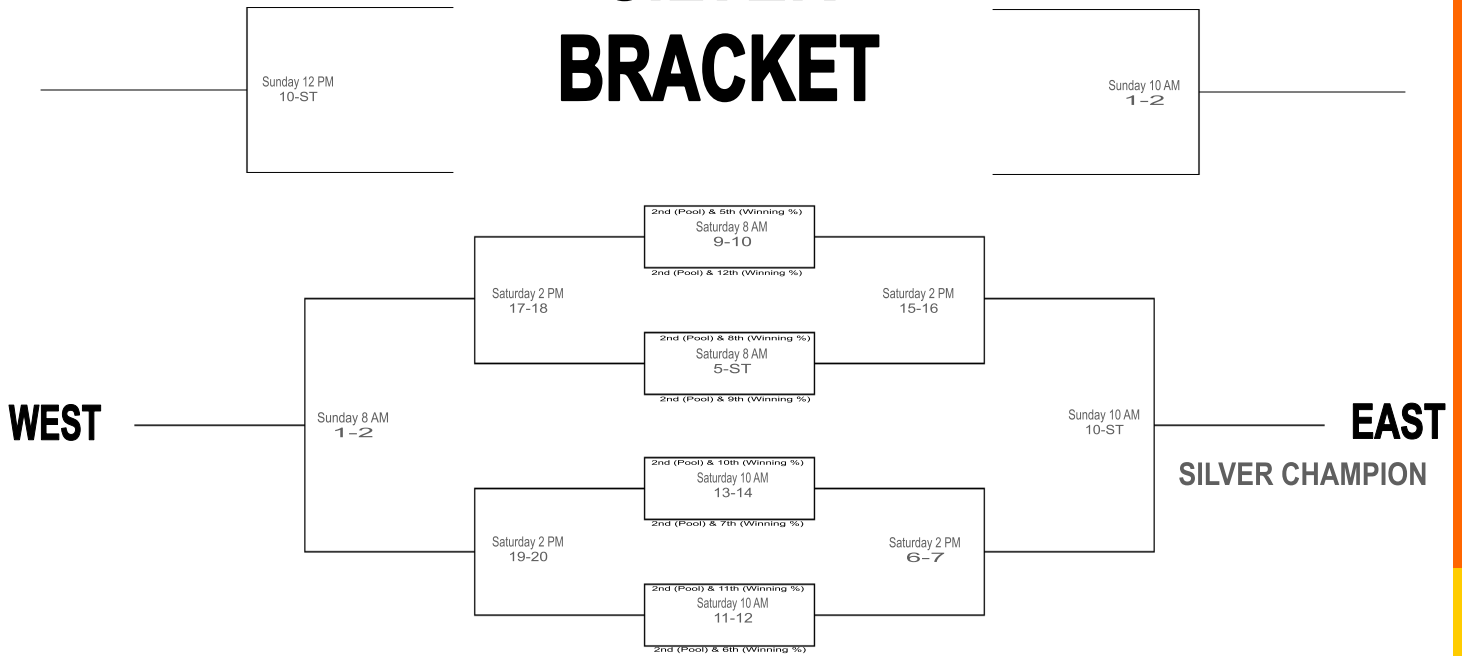 BRACKET
Sunday 12 PM
10-ST
Sunday 10 AM
1-2
2nd (Pool) & 5th (Winning %)
Saturday 8 AM
9-10
2nd (Pool) & 12th (Winning %)
Saturday 2 PM
17-18
Saturday 2 PM
15-16
2nd (Pool) & 8th (Winning %)
Saturday 8 AM
5-ST
2nd (Pool) & 9th (Winning %)
WEST
Sunday 8 AM
1-2
Sunday 10 AM
10-ST
EAST
SILVER CHAMPION
2nd (Pool) & 10th (Winning %)
Saturday 10 AM
13-14
2nd (Pool) & 7th (Winning %)
Saturday 2 PM
19-20
Saturday 2 PM
6-7
2nd (Pool) & 11th (Winning %)
Saturday 10 AM
11-12
2nd (Pool) & 6th (Winning %)